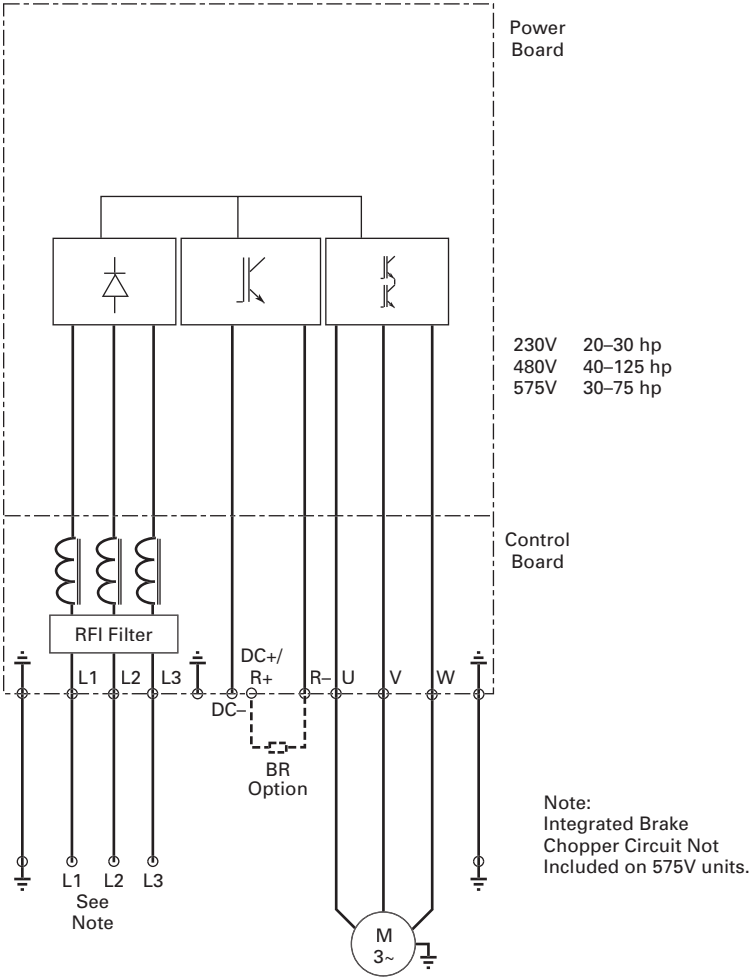 Power
Board
230V 20–30 hp
480V 40–125 hp
575V 30–75 hp
Control
Board
RFI Filter
L1 L2 L3
DC+/
R+
R– U V W
DC–
BR
Option
L1 L2 L3
See
Note
Note:
Integrated Brake
Chopper Circuit Not
Included on 575V units.
M
3~